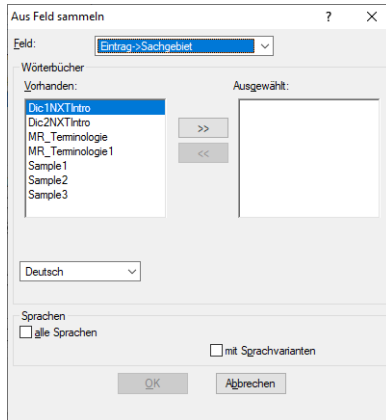 Aus Feld sammeln
Feld: Eintrag->Sachgebiet
Wörterbücher
Vorhanden: Ausgewählt:
Dic1NXTIntro
Dic2NXTIntro
MR_Terminologie
MR_Terminologie1
Sample1
Sample2
Sample3
>>
<<
Deutsch
Sprachen
alle Sprachen
mit Sprachvarianten
OK Abbrechen